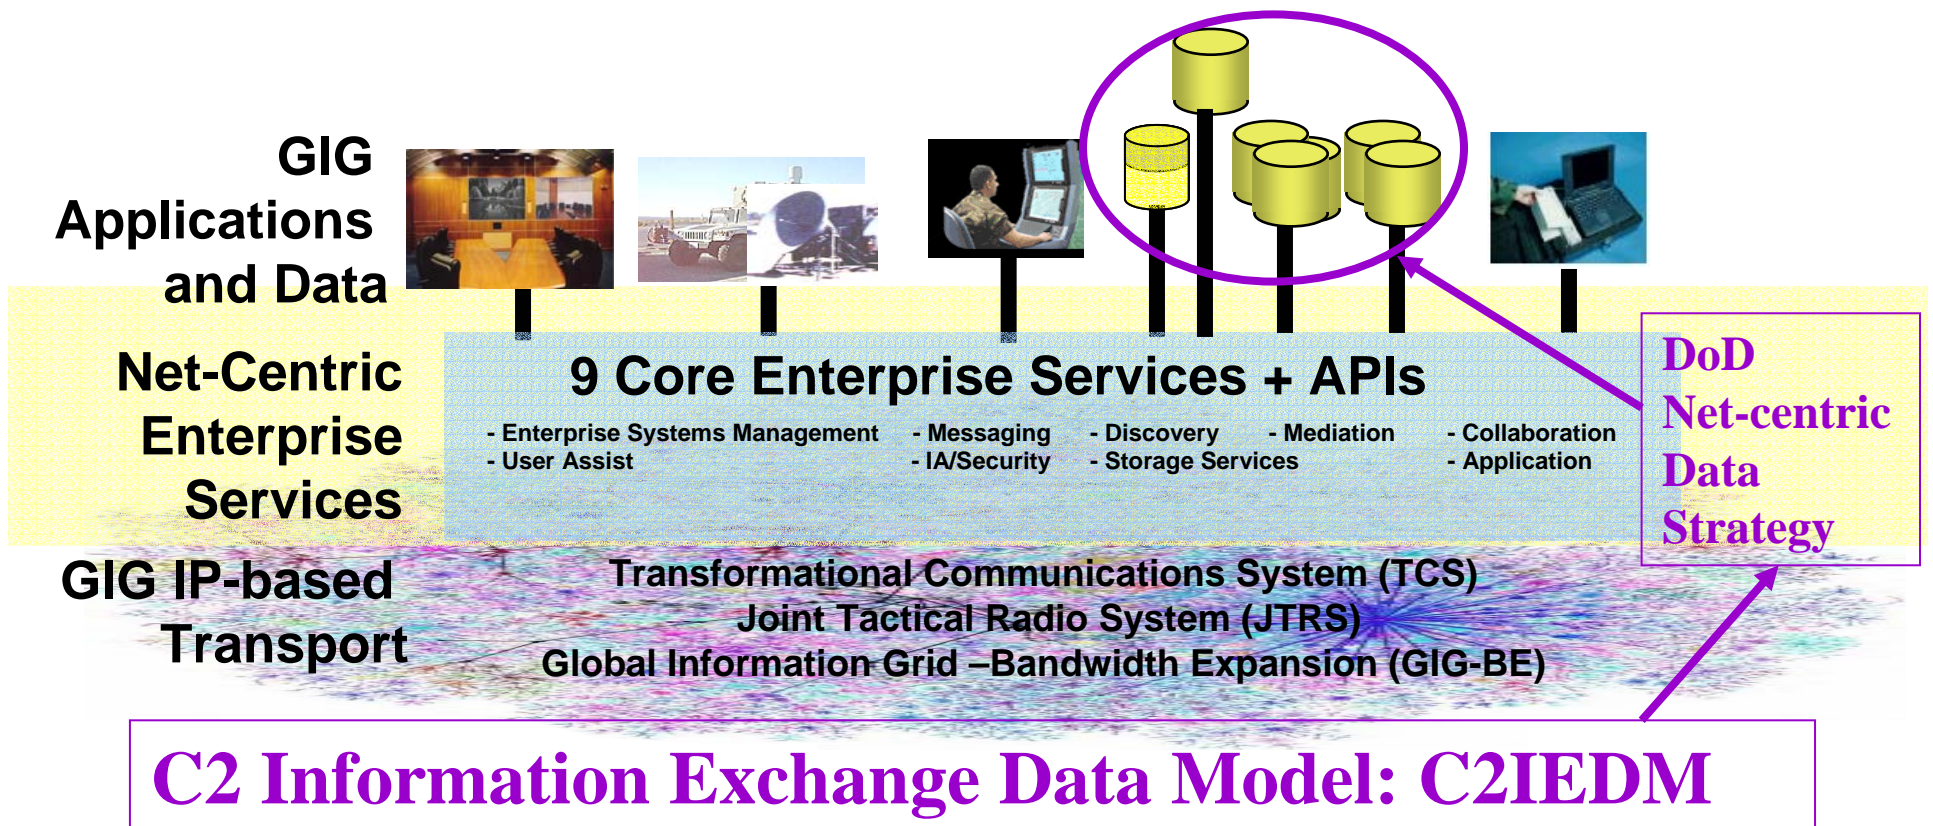 GIG
Applications
and Data
Net-Centric
Enterprise
Services
9 Core Enterprise Services + APIs
- Enterprise Systems Management - Messaging - Discovery - Mediation - Collaboration
- User Assist - IA/Security - Storage Services - Application
DoD
Net-centric
Data
Strategy
GIG IP-based
Transport
Transformational Communications System (TCS)
Joint Tactical Radio System (JTRS)
Global Information Grid –Bandwidth Expansion (GIG-BE)
C2 Information Exchange Data Model: C2IEDM